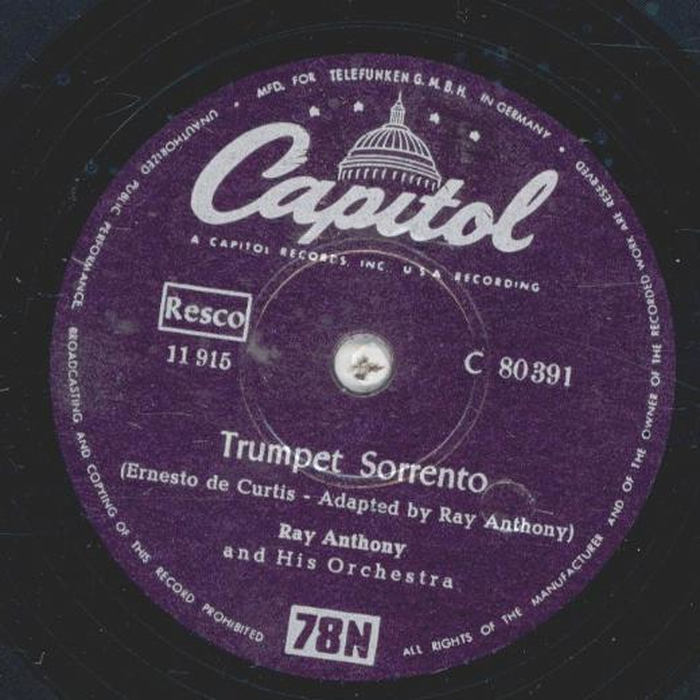 MFD. FOR TELEFUNKEN G.M.B.H. IN GERMANY • ALL RIGHTS OF THE MANUFACTURER AND OF THE OWNER OF THE RECORDED WORK ARE RESERVED •
UNAUTHORIZED PUBLIC PERFORMANCE, BROADCASTING AND COPYING OF THIS RECORD PROHIBITED
Capitol
A CAPITOL RECORDS, INC. U S A RECORDING
Resco
11 915
C 80391
Trumpet Sorrento
(Ernesto de Curtis - Adapted by Ray Anthony)
Ray Anthony
and His Orchestra
78N